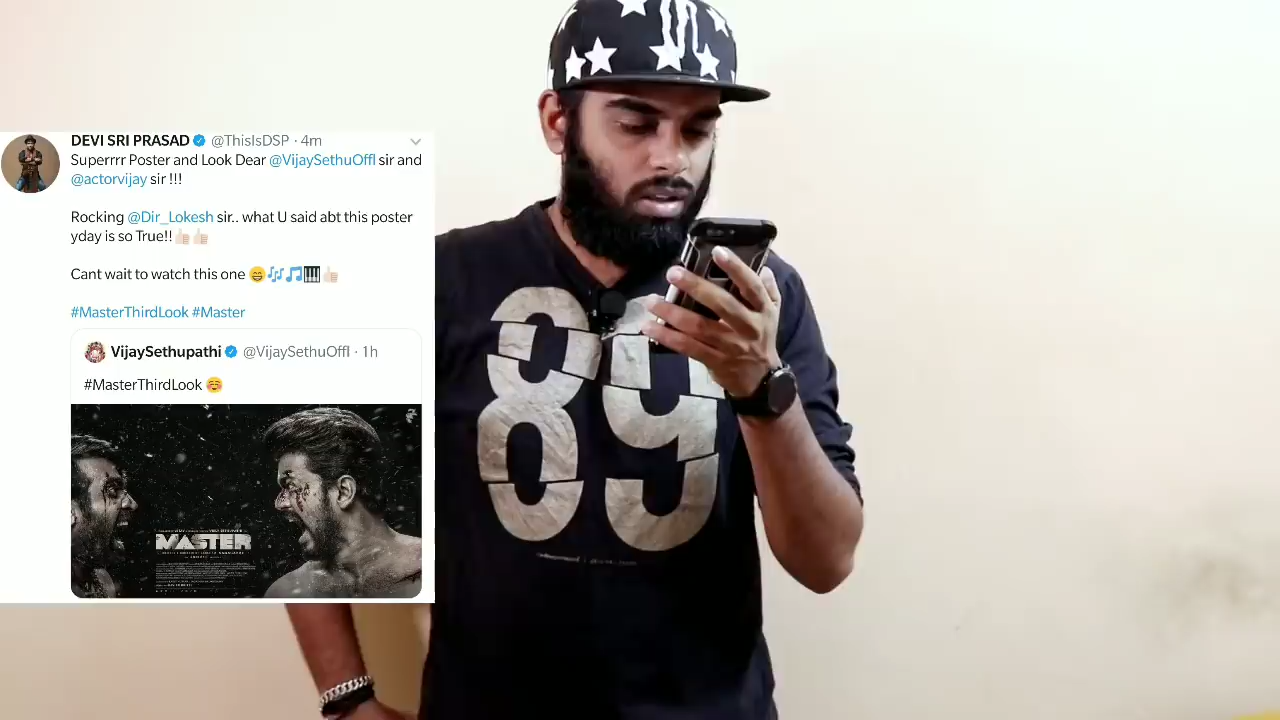 DEVI SRI PRASAD @ThisIsDSP · 4m
Superrrr Poster and Look Dear @VijaySethuOffl sir and
@actorvijay sir !!!
Rocking @Dir_Lokesh sir.. what U said abt this poster
yday is so True!!👍🏻👍🏻
Cant wait to watch this one 😁🎶🎵🎹👍🏻
#MasterThirdLook #Master
VijaySethupathi @VijaySethuOffl · 1h
#MasterThirdLook ☺️
MASTER
89